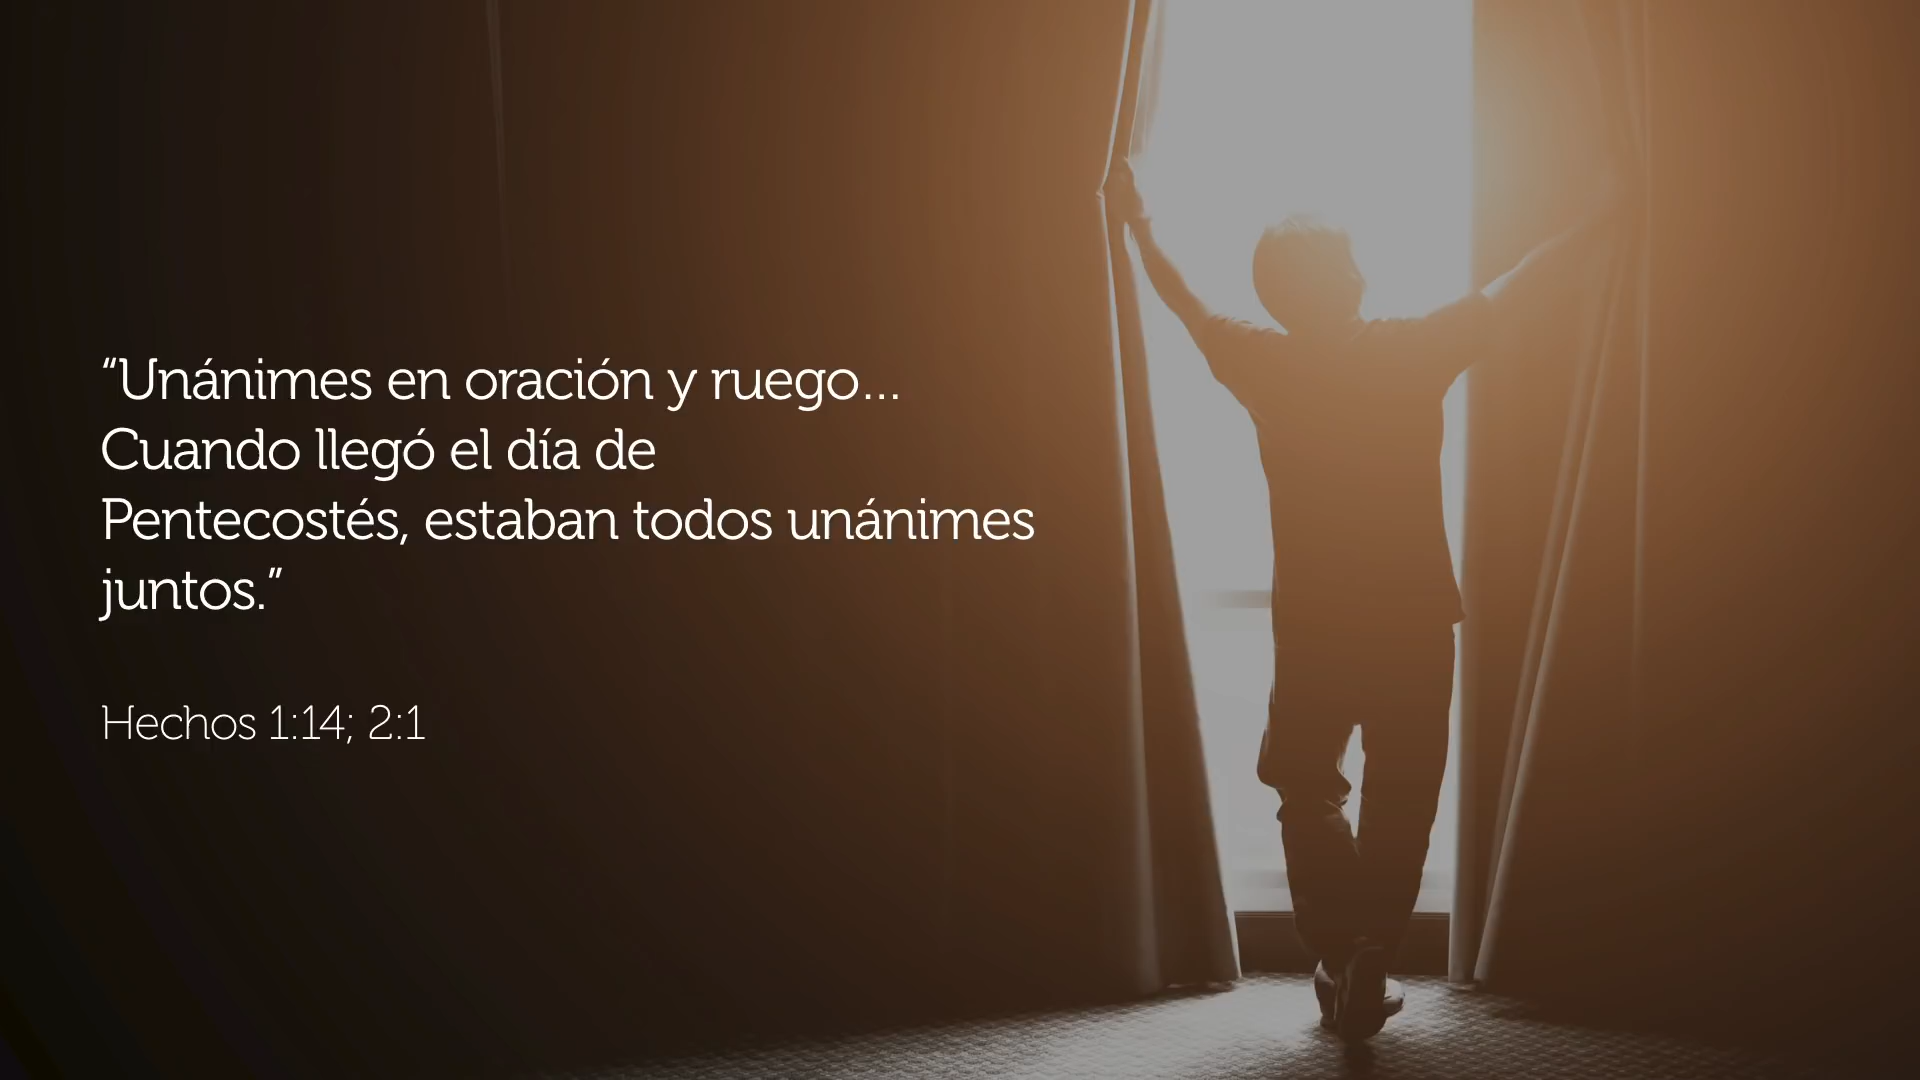 “Unánimes en oración y ruego...
Cuando llegó el día de
Pentecostés, estaban todos unánimes
juntos.”
Hechos 1:14; 2:1